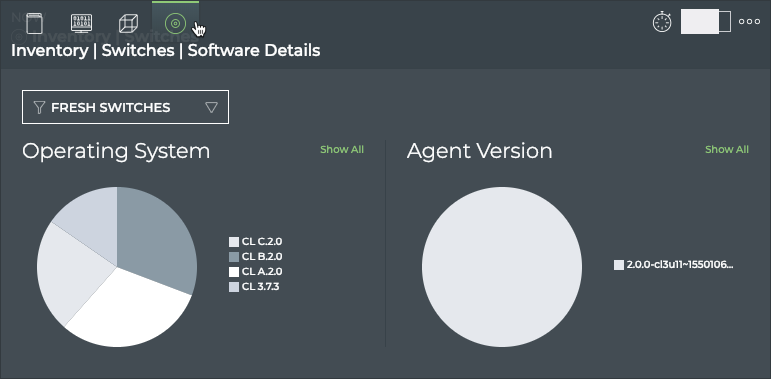 Inventory | Switches | Software Details
FRESH SWITCHES
Operating System
Show All
CL C.2.0
CL B.2.0
CL A.2.0
CL 3.7.3
Agent Version
Show All
2.0.0-cl3u11~1550106...